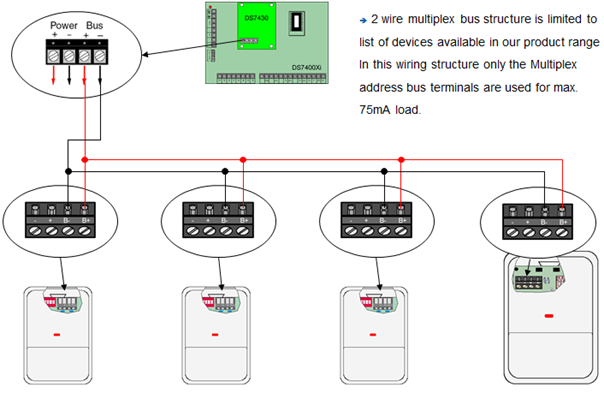 Power Bus
+ - + -
DS7430
DS7400Xi
➔ 2 wire multiplex bus structure is limited to
list of devices available in our product range
In this wiring structure only the Multiplex
address bus terminals are used for max.
75mA load.
- + B- B+
- + B- B+
- + B- B+
- + B- B+